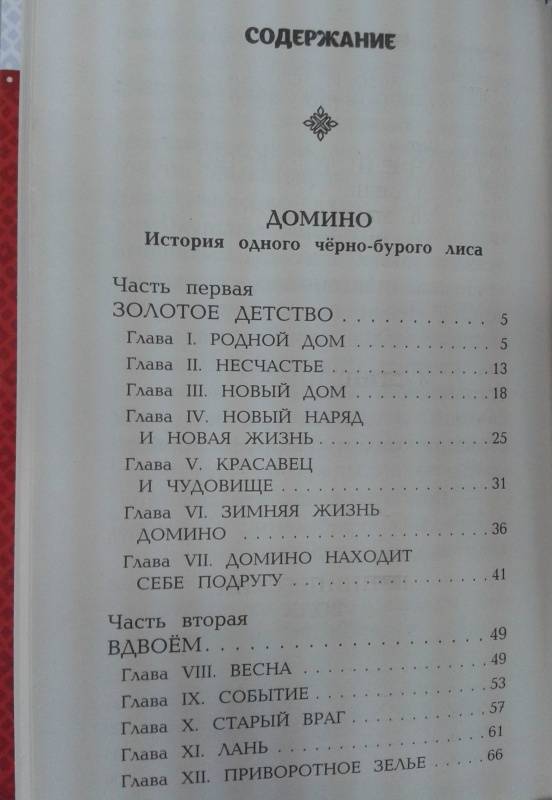 СОДЕРЖАНИЕ
ДОМИНО
История одного чёрно-бурого лиса
Часть первая
ЗОЛОТОЕ ДЕТСТВО . . . . . . . . . . . . 5
Глава I. РОДНОЙ ДОМ . . . . . . . . . . . 5
Глава II. НЕСЧАСТЬЕ . . . . . . . . . . . . 13
Глава III. НОВЫЙ ДОМ . . . . . . . . . . . 18
Глава IV. НОВЫЙ НАРЯД
И НОВАЯ ЖИЗНЬ . . . . . . . . . . . . . 25
Глава V. КРАСАВЕЦ
И ЧУДОВИЩЕ . . . . . . . . . . . . . . . 31
Глава VI. ЗИМНЯЯ ЖИЗНЬ
ДОМИНО . . . . . . . . . . . . . . . . . 36
Глава VII. ДОМИНО НАХОДИТ
СЕБЕ ПОДРУГУ . . . . . . . . . . . . . . 41
Часть вторая
ВДВОЁМ . . . . . . . . . . . . . . . . . . . 49
Глава VIII. ВЕСНА . . . . . . . . . . . . . . 49
Глава IX. СОБЫТИЕ . . . . . . . . . . . . . 53
Глава X. СТАРЫЙ ВРАГ . . . . . . . . . . . 57
Глава XI. ЛАНЬ . . . . . . . . . . . . . . . 61
Глава XII. ПРИВОРОТНОЕ ЗЕЛЬЕ . . . . . 66